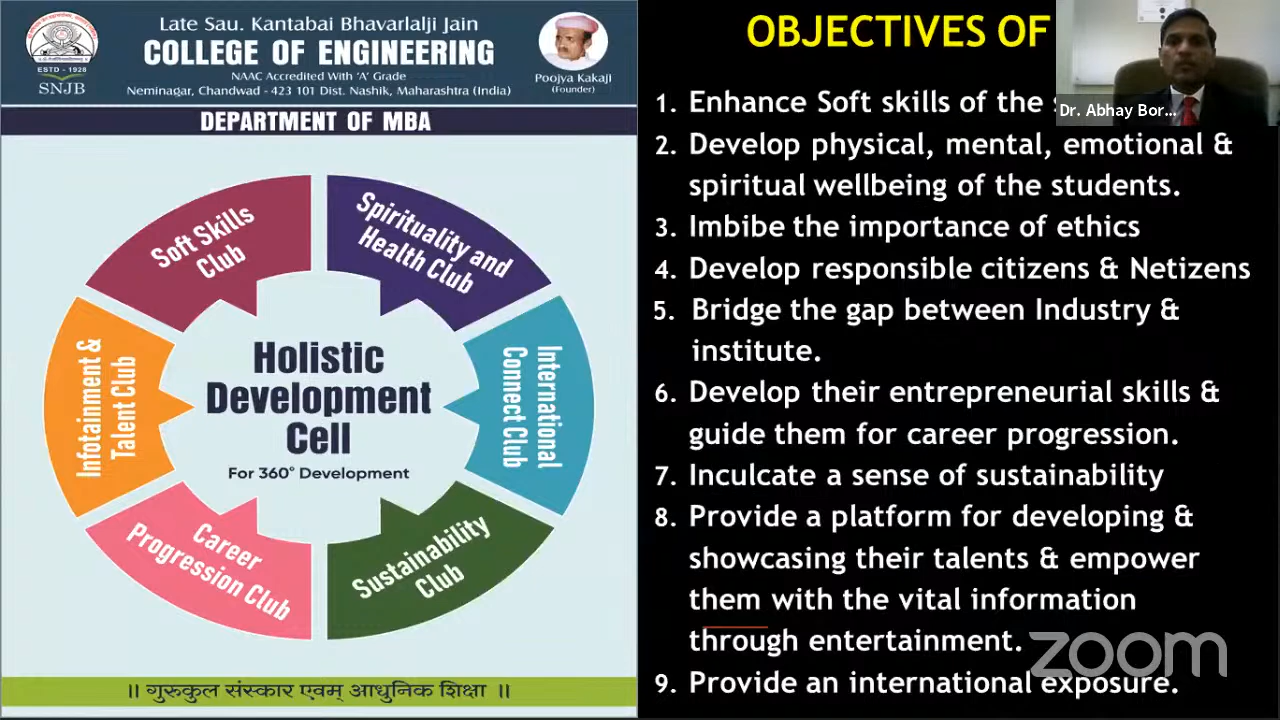 Late Sau. Kantabai Bhavarlalji Jain
COLLEGE OF ENGINEERING
NAAC Accredited With 'A' Grade
Neminagar, Chandwad - 423 101 Dist. Nashik, Maharashtra (India)
ESTD - 1928
SNJB
Poojya Kakaji
(Founder)
DEPARTMENT OF MBA
Soft Skills
Club
Spirituality and
Health Club
International
Connect Club
Sustainability
Club
Career
Progression Club
Infotainment &
Talent Club
Holistic
Development
Cell
For 360° Development
॥ गुरुकुल संस्कार एवम् आधुनिक शिक्षा ॥
OBJECTIVES OF
Dr. Abhay Bor...
1. Enhance Soft skills of the
2. Develop physical, mental, emotional &
spiritual wellbeing of the students.
3. Imbibe the importance of ethics
4. Develop responsible citizens & Netizens
5. Bridge the gap between Industry &
institute.
6. Develop their entrepreneurial skills &
guide them for career progression.
7. Inculcate a sense of sustainability
8. Provide a platform for developing &
showcasing their talents & empower
them with the vital information
through entertainment.
9. Provide an international exposure.
zoom